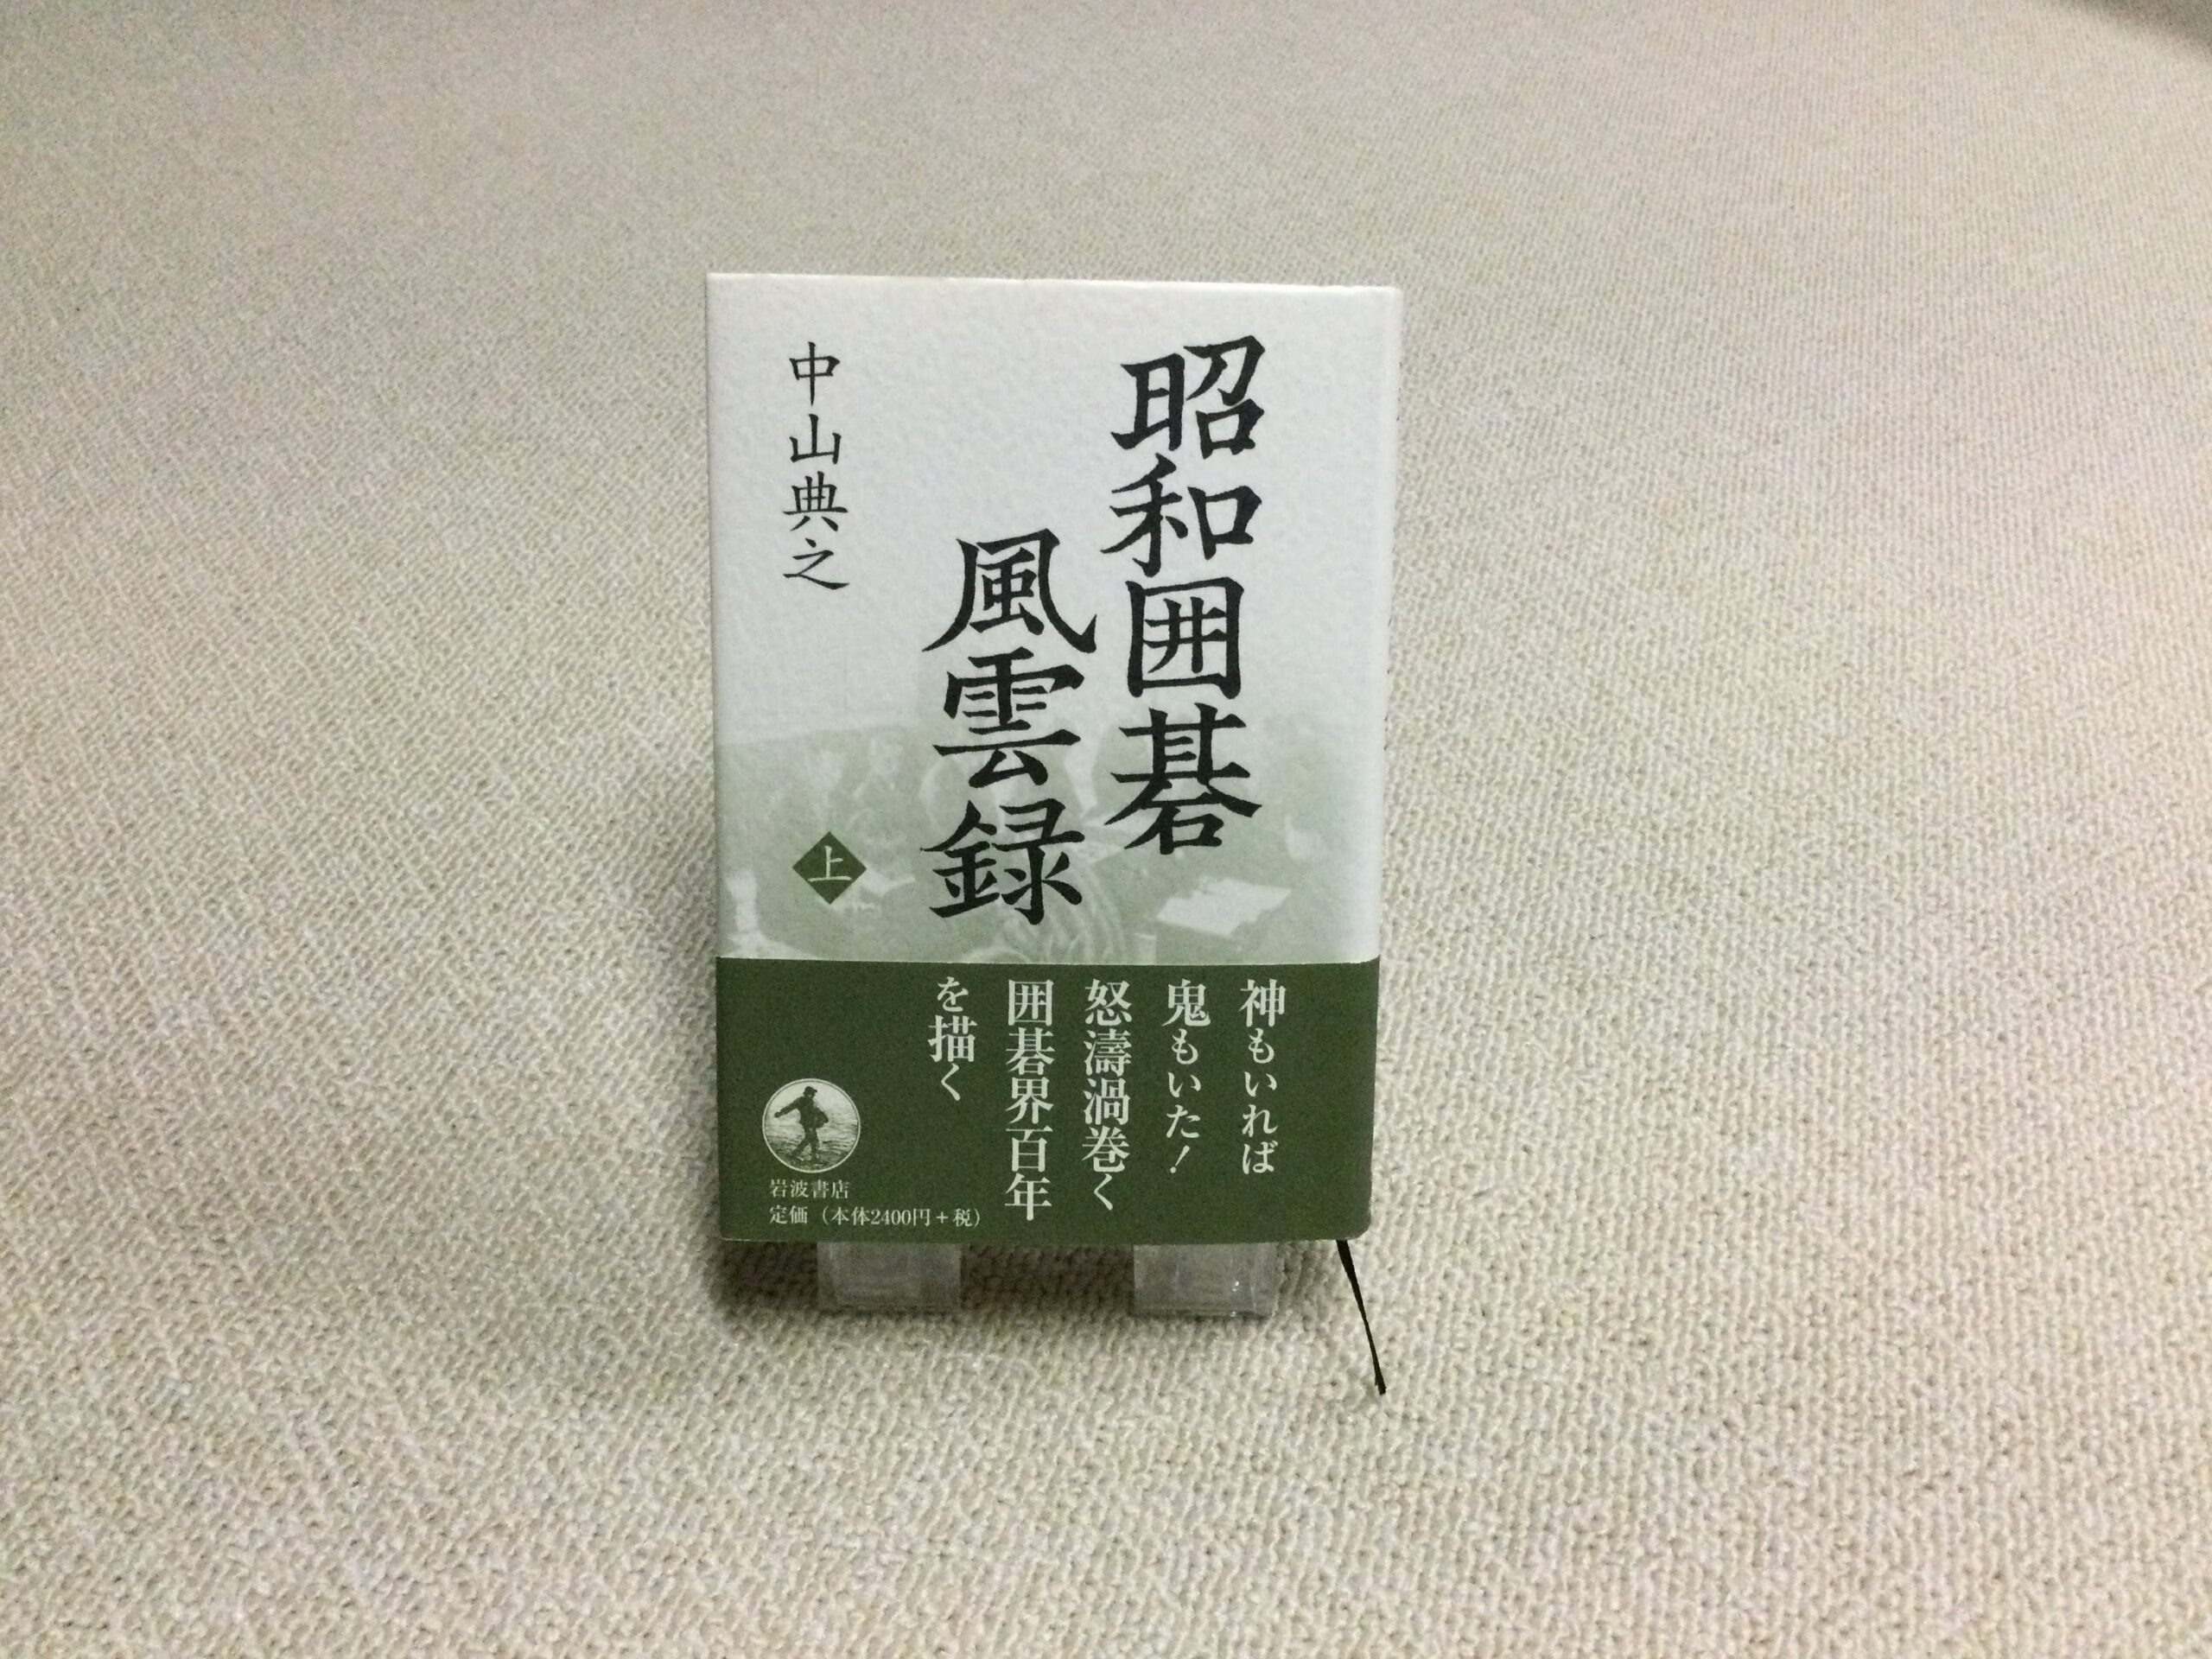 昭和囲碁
風雲録
上
中山典之
神もいれば
鬼もいた!
怒濤渦巻く
囲碁界百年
を描く
岩波書店
定価(本体2400円+税)